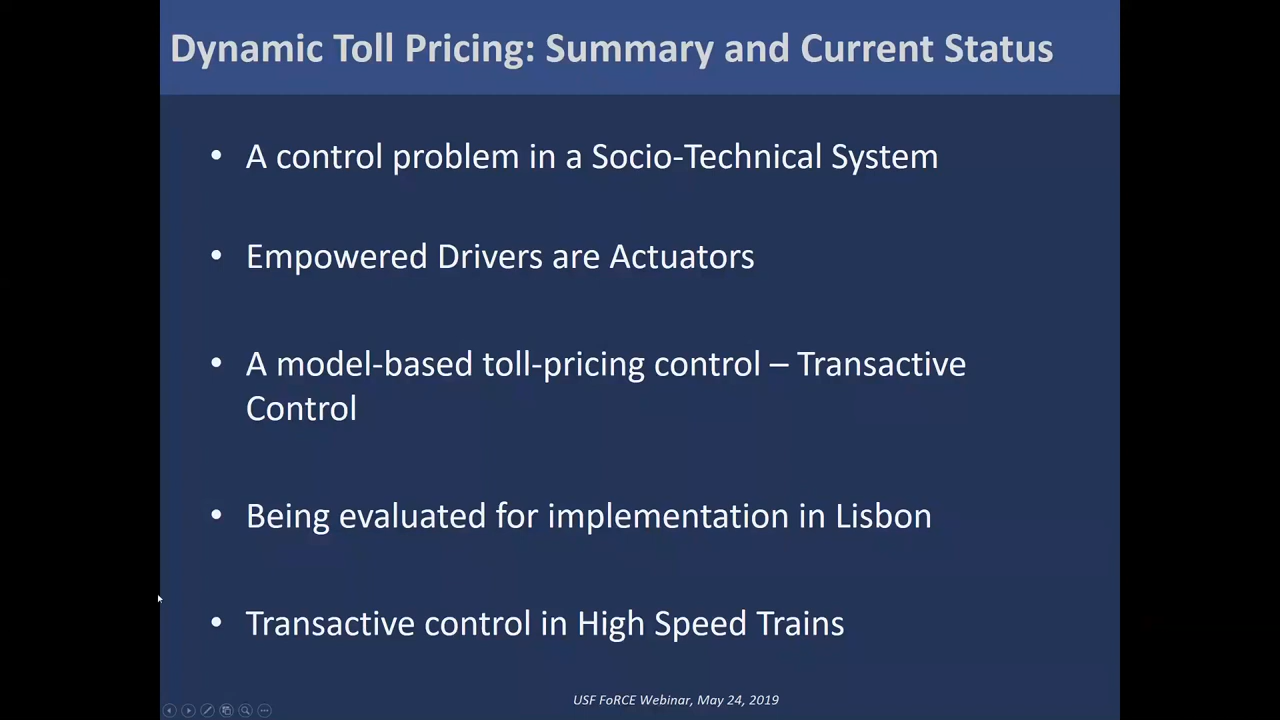 Dynamic Toll Pricing: Summary and Current Status
• A control problem in a Socio-Technical System
• Empowered Drivers are Actuators
• A model-based toll-pricing control – Transactive
Control
• Being evaluated for implementation in Lisbon
• Transactive control in High Speed Trains
USF FoRCE Webinar, May 24, 2019